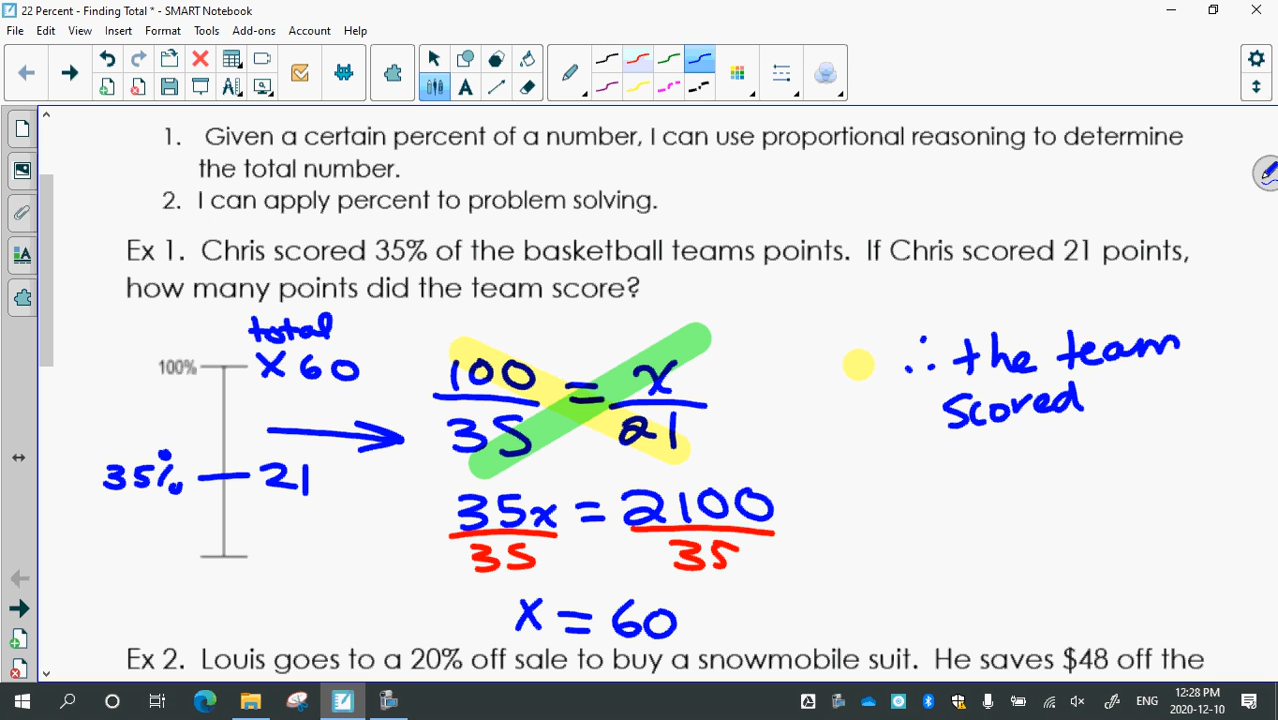 22 Percent - Finding Total * - SMART Notebook
File Edit View Insert Format Tools Add-ons Account Help
1. Given a certain percent of a number, I can use proportional reasoning to determine
the total number.
2. I can apply percent to problem solving.
Ex 1. Chris scored 35% of the basketball teams points. If Chris scored 21 points,
how many points did the team score?
total
100% x 60
35% 21
100/35 = x/21
35x = 2100
35 35
x = 60
∴ the team
scored
Ex 2. Louis goes to a 20% off sale to buy a snowmobile suit. He saves $48 off the
ENG
12:28 PM
2020-12-10